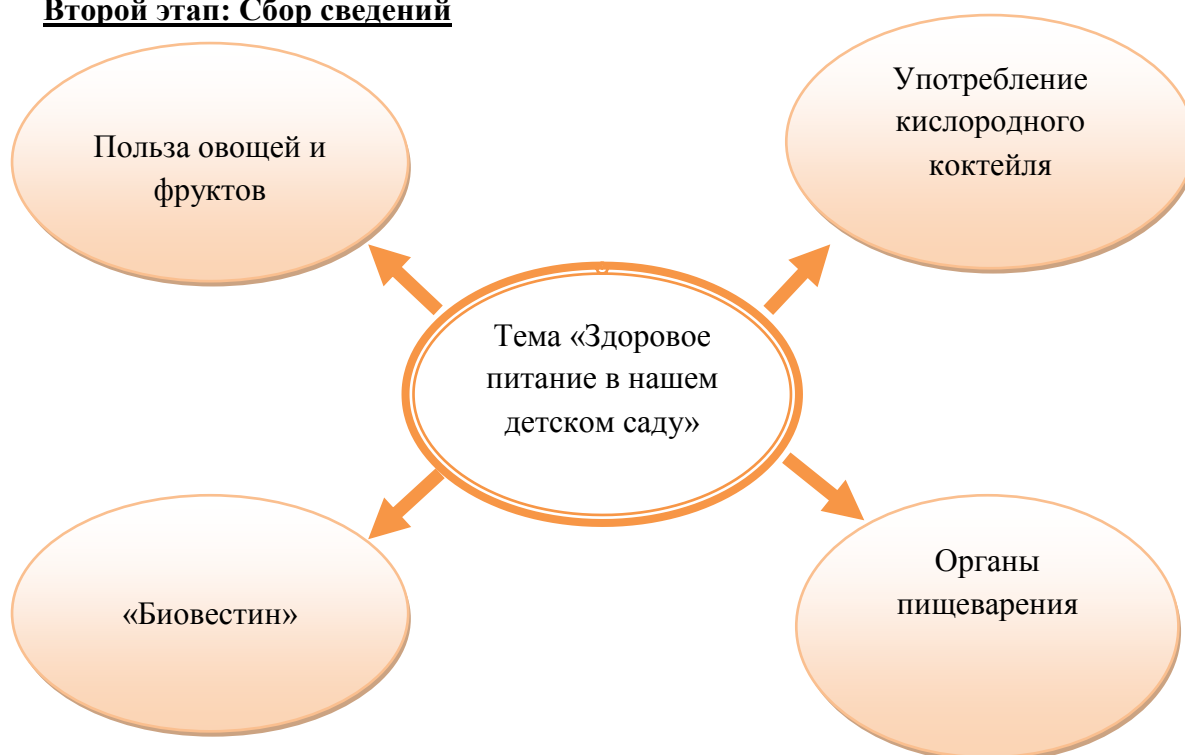 Второй этап: Сбор сведений
Польза овощей и
фруктов
Употребление
кислородного
коктейля
Тема «Здоровое
питание в нашем
детском саду»
«Биовестин»
Органы
пищеварения